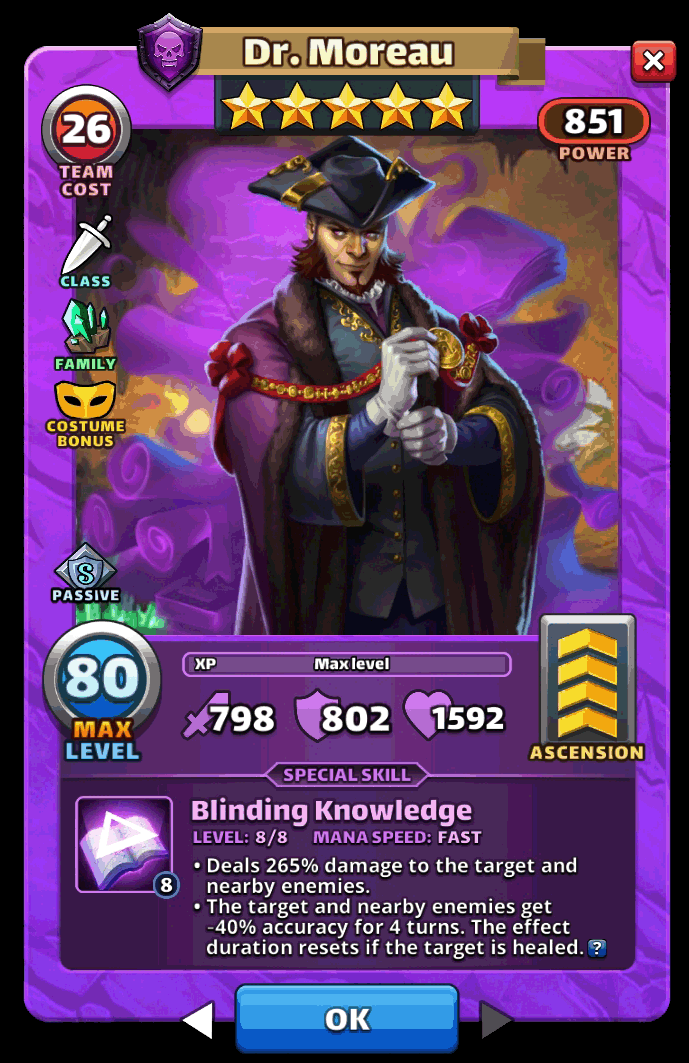 Dr. Moreau
26
TEAM
COST
851
POWER
CLASS
FAMILY
COSTUME
BONUS
S
PASSIVE
80
MAX
LEVEL
XP Max level
798 802 1592
ASCENSION
SPECIAL SKILL
Blinding Knowledge
LEVEL: 8/8 MANA SPEED: FAST
8
• Deals 265% damage to the target and
nearby enemies.
• The target and nearby enemies get
-40% accuracy for 4 turns. The effect
duration resets if the target is healed. ?
OK